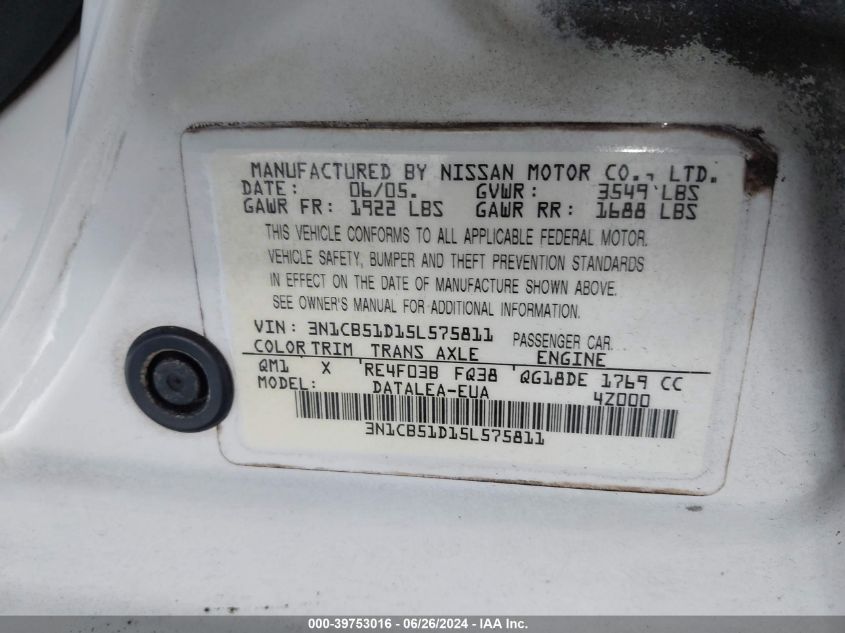 MANUFACTURED BY NISSAN MOTOR CO., LTD.
DATE: 06/05. GVWR: 3549 LBS
GAWR FR: 1922 LBS GAWR RR: 1688 LBS
THIS VEHICLE CONFORMS TO ALL APPLICABLE FEDERAL MOTOR.
VEHICLE SAFETY, BUMPER AND THEFT PREVENTION STANDARDS
IN EFFECT ON THE DATE OF MANUFACTURE SHOWN ABOVE.
SEE OWNER'S MANUAL FOR ADDITIONAL INFORMATION.
VIN: 3N1CB51D15L575811 PASSENGER CAR
COLOR TRIM TRANS AXLE ENGINE
QM1 X RE4F03B FQ38 QG18DE 1769 CC
MODEL: DATALEA-EUA 4Z000
3N1CB51D15L575811
000-39753016 - 06/26/2024 - IAA Inc.